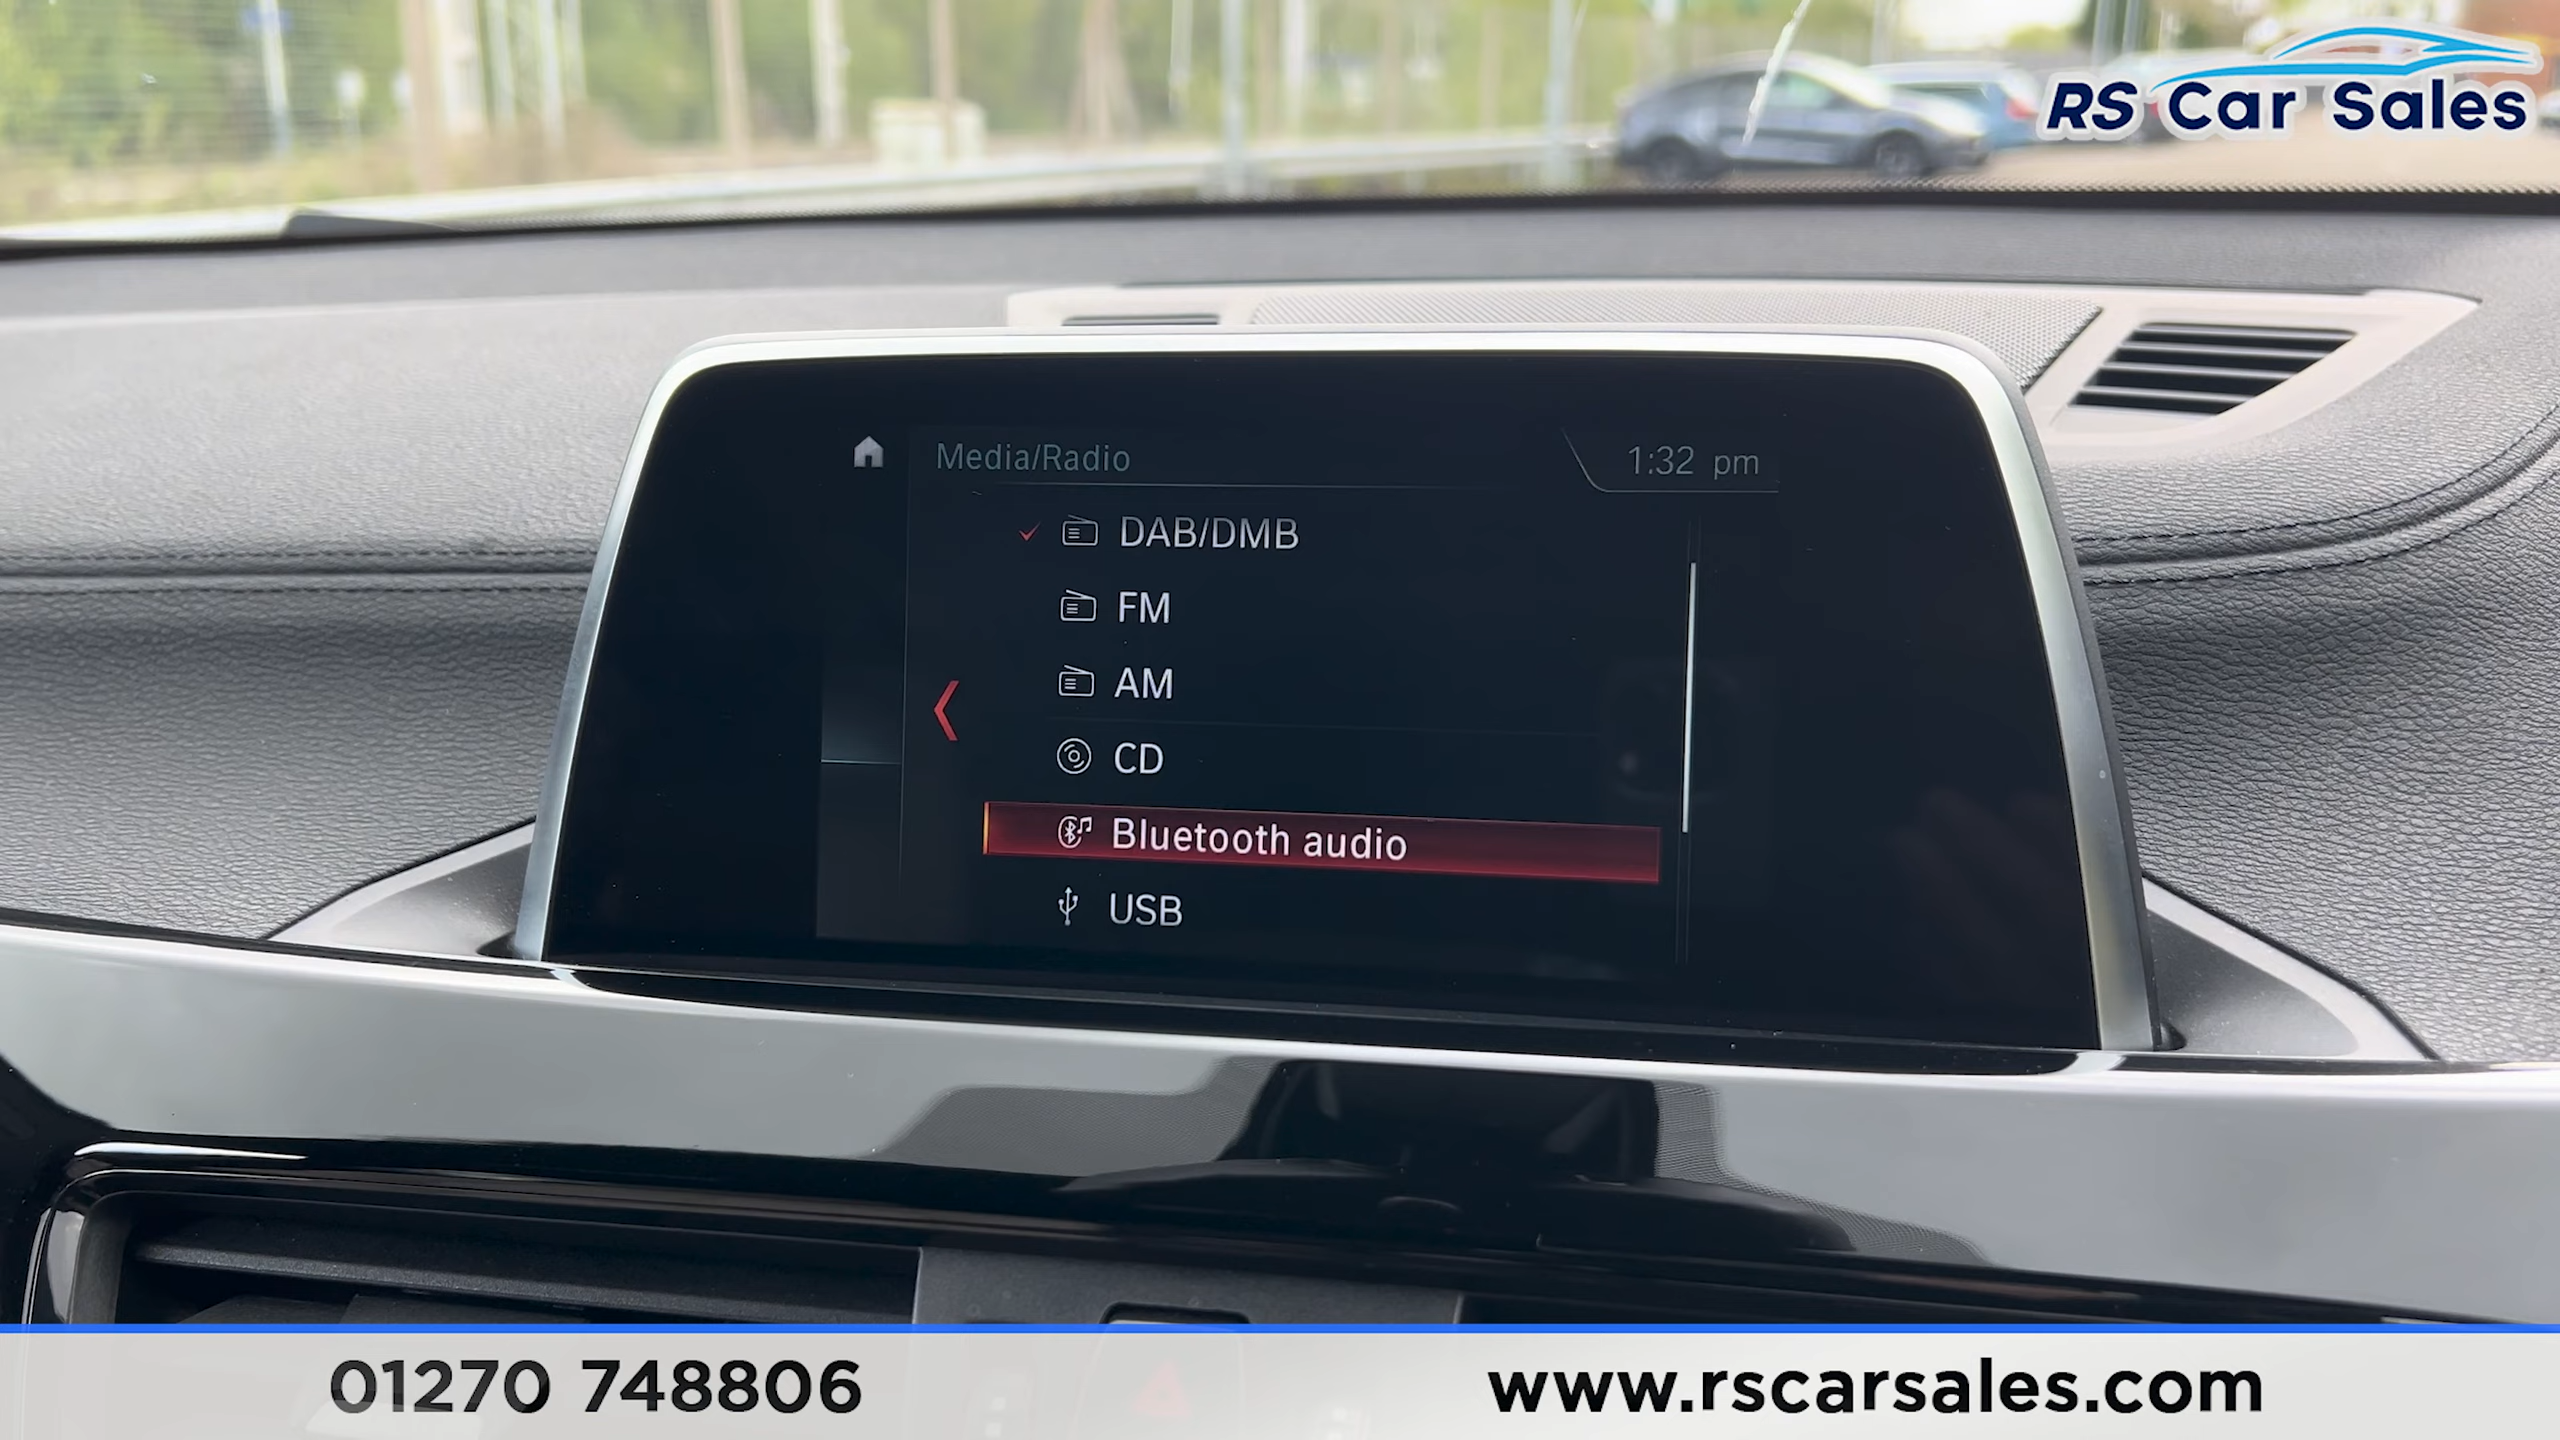 RS Car Sales
Media/Radio
1:32 pm
DAB/DMB
FM
AM
CD
Bluetooth audio
USB
01270 748806
www.rscarsales.com